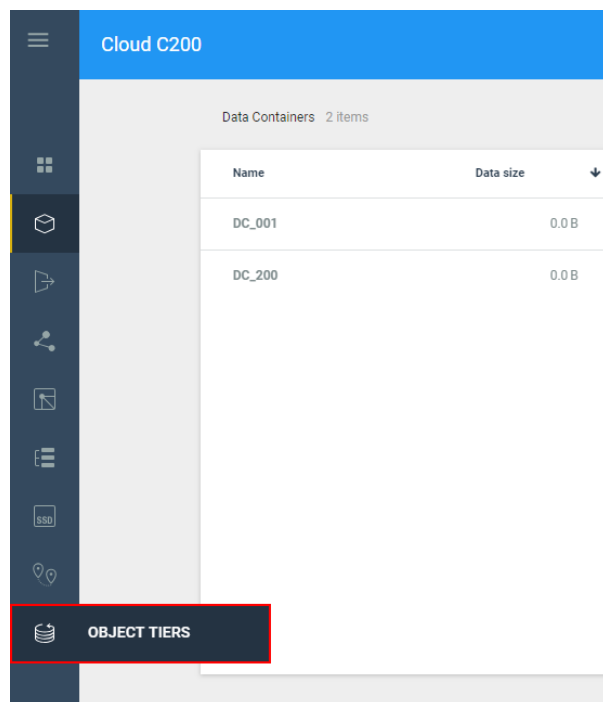 Cloud C200
Data Containers 2 items
Name Data size
DC_001 0.0 B
DC_200 0.0 B
SSD
OBJECT TIERS